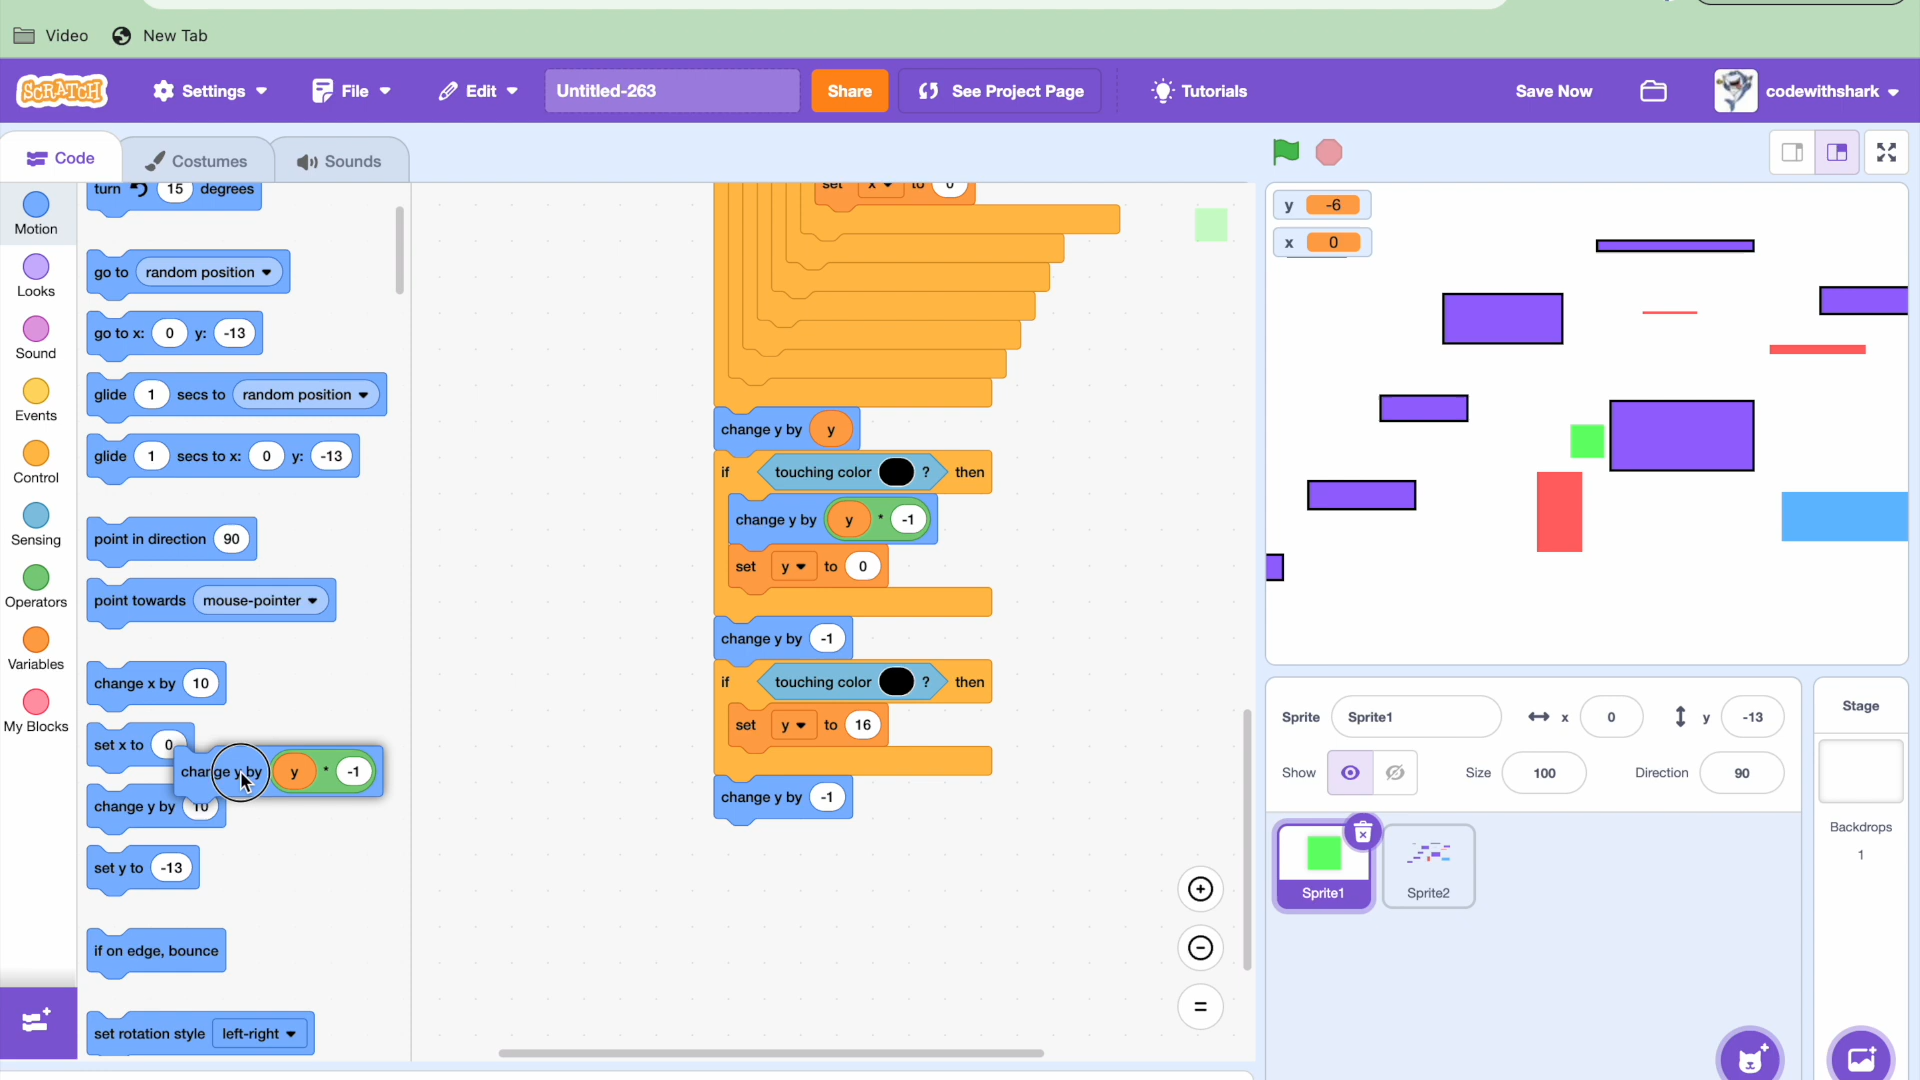 Video
New Tab
SCRATCH
Settings
File
Edit
Untitled-263
Share
See Project Page
Tutorials
Save Now
codewithshark
Code
Costumes
Sounds
Motion
Looks
Sound
Events
Control
Sensing
Operators
Variables
My Blocks
turn 15 degrees
go to random position
go to x: 0 y: -13
glide 1 secs to random position
glide 1 secs to x: 0 y: -13
point in direction 90
point towards mouse-pointer
change x by 10
set x to 0
change y by y * -1
change y by 10
set y to -13
if on edge, bounce
set rotation style left-right
set x to 0
change y by y
if touching color ? then
change y by y * -1
set y to 0
change y by -1
if touching color ? then
set y to 16
change y by -1
y -6
x 0
Sprite Sprite1 x 0 y -13
Show Size 100 Direction 90
Sprite1
Sprite2
Stage
Backdrops
1